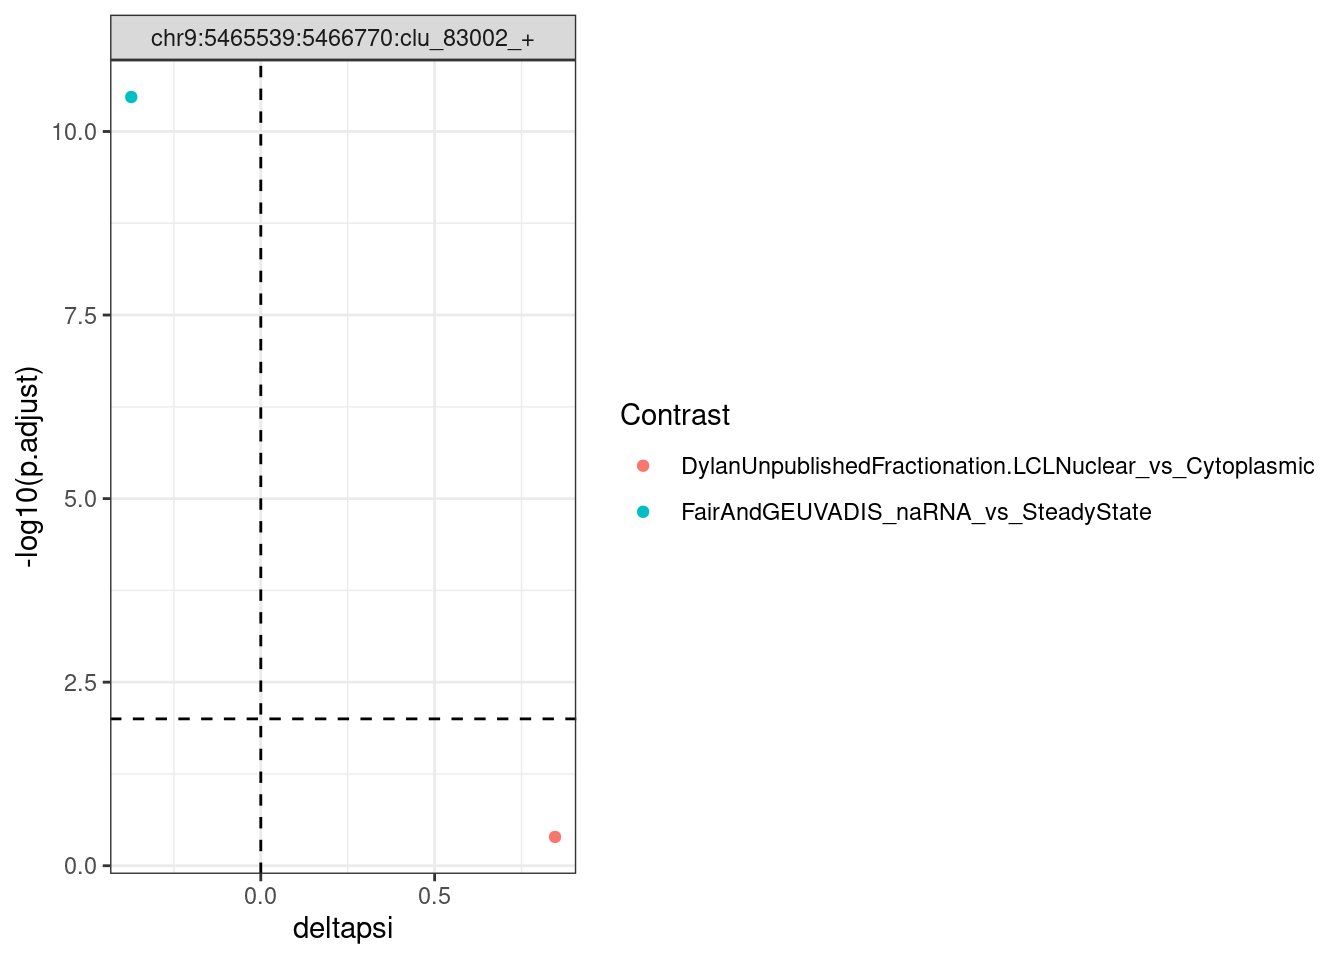 chr9:5465539:5466770:clu_83002_+
10.0
7.5
5.0
2.5
0.0
-log10(p.adjust)
0.0 0.5
deltapsi
Contrast
DylanUnpublishedFractionation.LCLNuclear_vs_Cytoplasmic
FairAndGEUVADIS_naRNA_vs_SteadyState